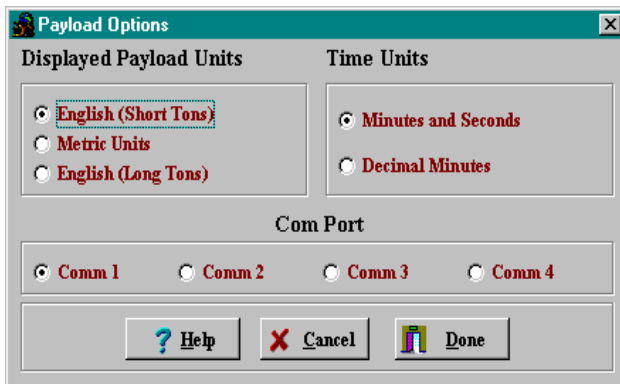 Payload Options
Displayed Payload Units
Time Units
English (Short Tons)
Metric Units
English (Long Tons)
Minutes and Seconds
Decimal Minutes
Com Port
Comm 1 Comm 2 Comm 3 Comm 4
Help Cancel Done